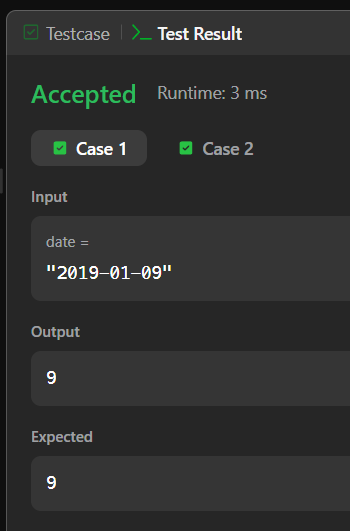 Testcase Test Result
Accepted Runtime: 3 ms
Case 1 Case 2
Input
date =
"2019-01-09"
Output
9
Expected
9